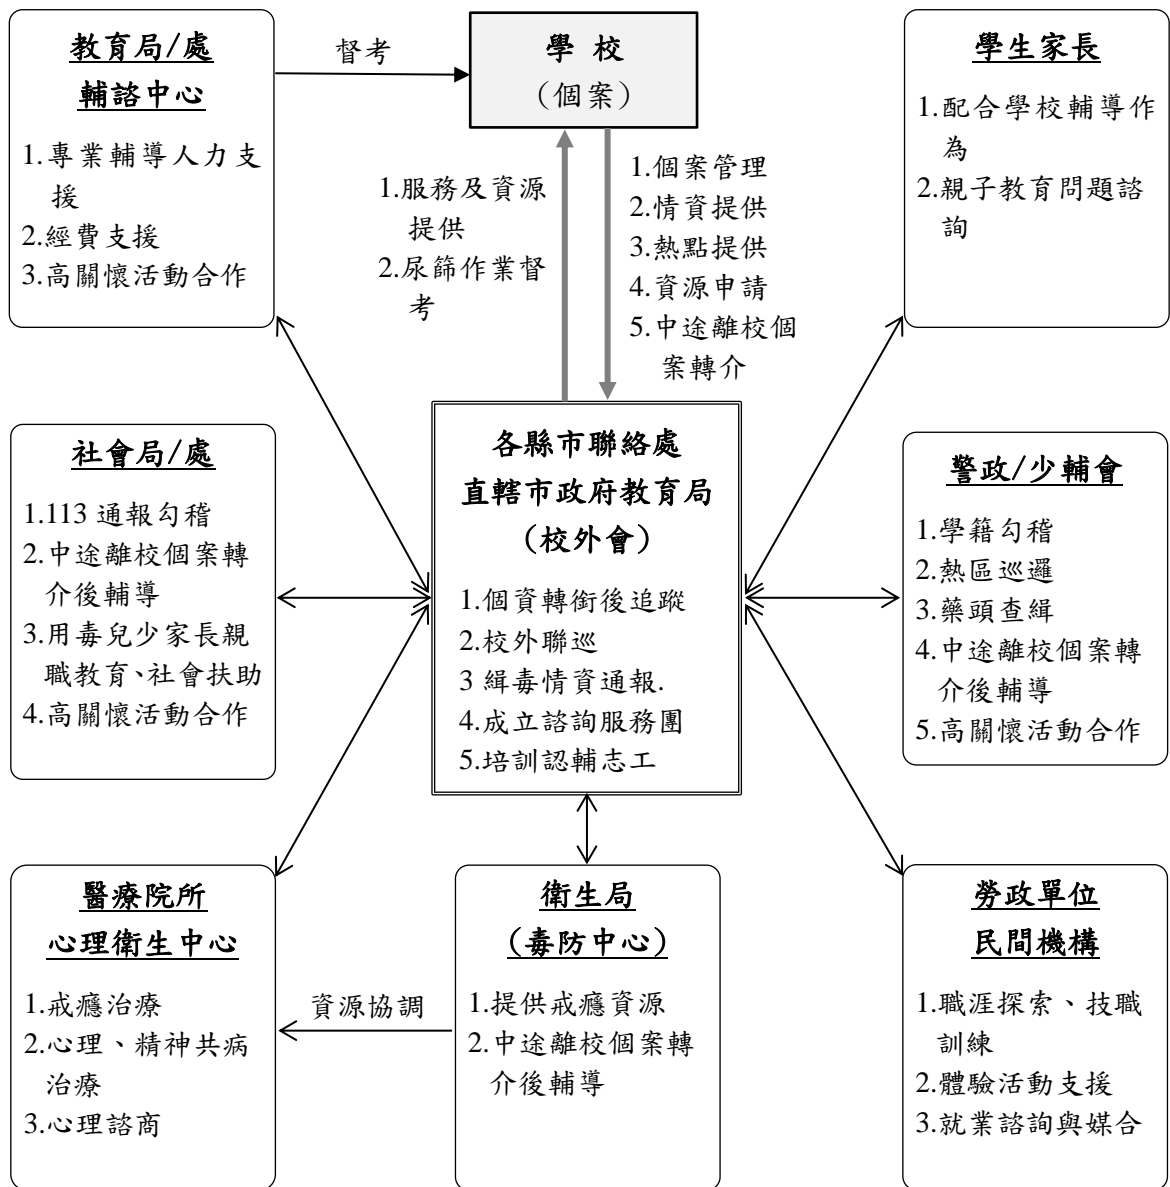 教育局/處
輔諮中心
1.專業輔導人力支
援
2.經費支援
3.高關懷活動合作
督考
學 校
（個案）
學生家長
1.配合學校輔導作
為
2.親子教育問題諮
詢
1.服務及資源
提供
2.尿篩作業督
考
1.個案管理
2.情資提供
3.熱點提供
4.資源申請
5.中途離校個
案轉介
社會局/處
1.113 通報勾稽
2.中途離校個案轉
介後輔導
3.用毒兒少家長親
職教育、社會扶助
4.高關懷活動合作
各縣市聯絡處
直轄市政府教育局
（校外會）
1.個資轉銜後追蹤
2.校外聯巡
3 緝毒情資通報.
4.成立諮詢服務團
5.培訓認輔志工
警政/少輔會
1.學籍勾稽
2.熱區巡邏
3.藥頭查緝
4.中途離校個案轉
介後輔導
5.高關懷活動合作
醫療院所
心理衛生中心
1.戒癮治療
2.心理、精神共病
治療
3.心理諮商
資源協調
衛生局
（毒防中心）
1.提供戒癮資源
2.中途離校個案轉
介後輔導
勞政單位
民間機構
1.職涯探索、技職
訓練
2.體驗活動支援
3.就業諮詢與媒合